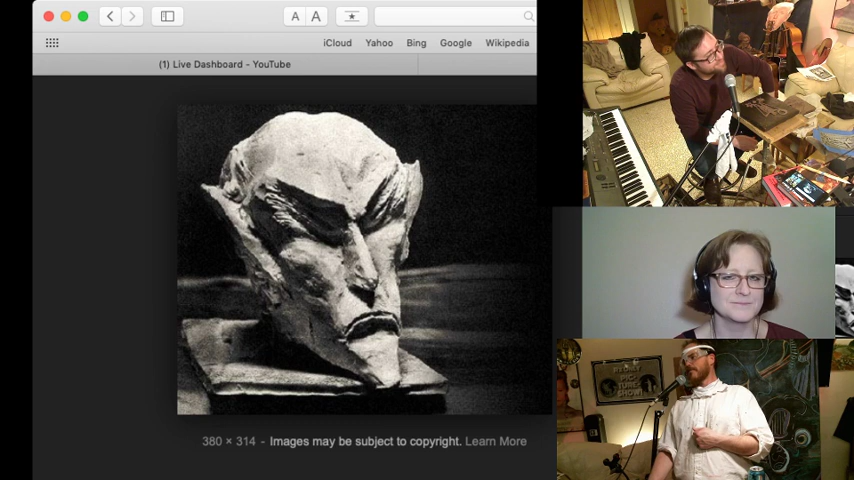 A A
iCloud Yahoo Bing Google Wikipedia
(1) Live Dashboard - YouTube
380 × 314 - Images may be subject to copyright. Learn More